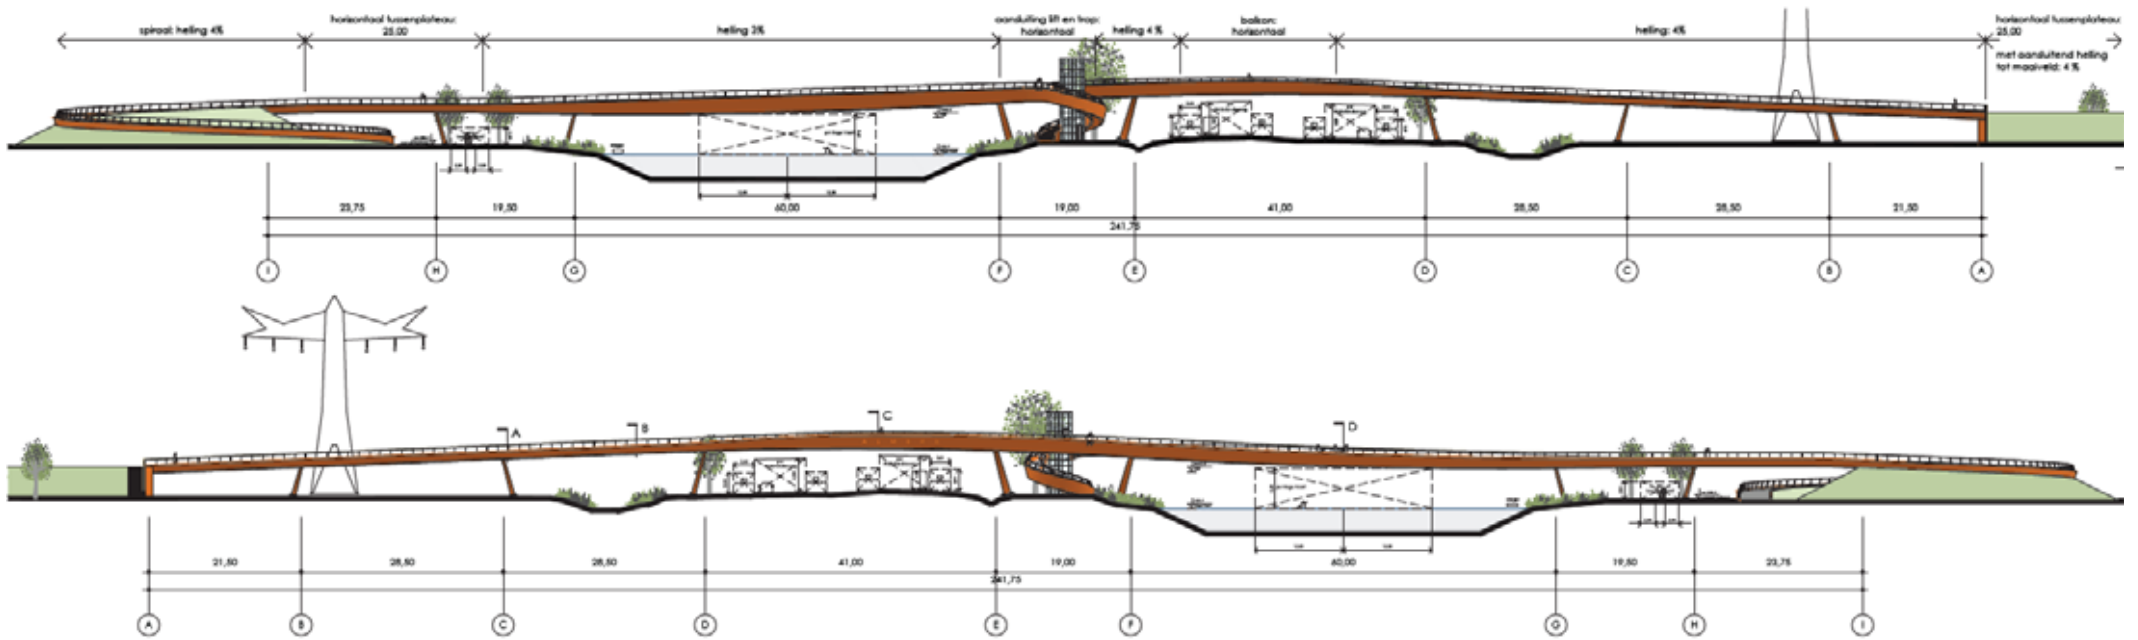 spiraal: helling 4%
horizontaal tussenplateau:
25,00
helling 3%
aansluiting lift en trap:
horizontaal
helling 4 %
balkon:
horizontaal
helling: 4%
horizontaal tussenplateau:
25,00
met aansluitend helling
tot maaiveld: 4 %
23,75
19,50
60,00
19,00
41,00
28,50
28,50
21,50
241,75
I
H
G
F
E
D
C
B
A
A
B
C
D
21,50
28,50
28,50
41,00
19,00
60,00
19,50
23,75
241,75
A
B
C
D
E
F
G
H
I